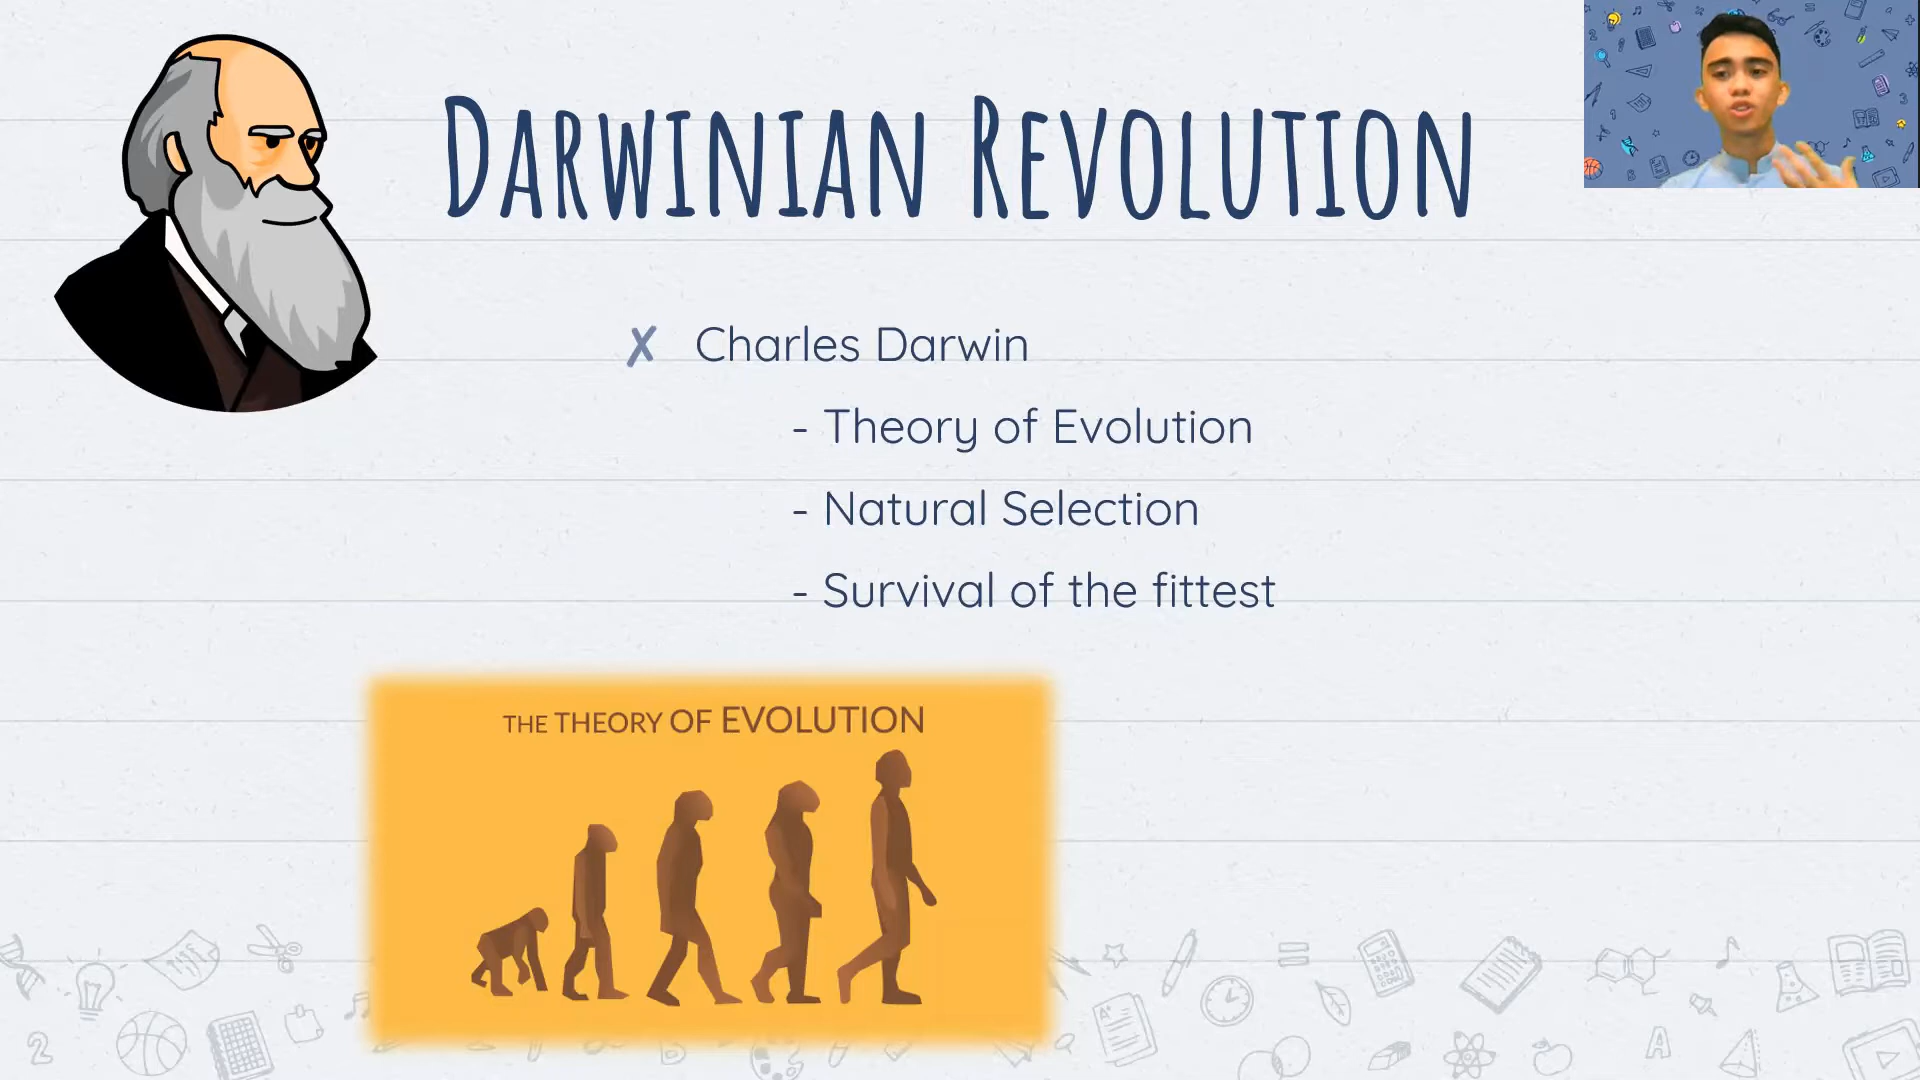 DARWINIAN REVOLUTION
✗ Charles Darwin
- Theory of Evolution
- Natural Selection
- Survival of the fittest
THE THEORY OF EVOLUTION